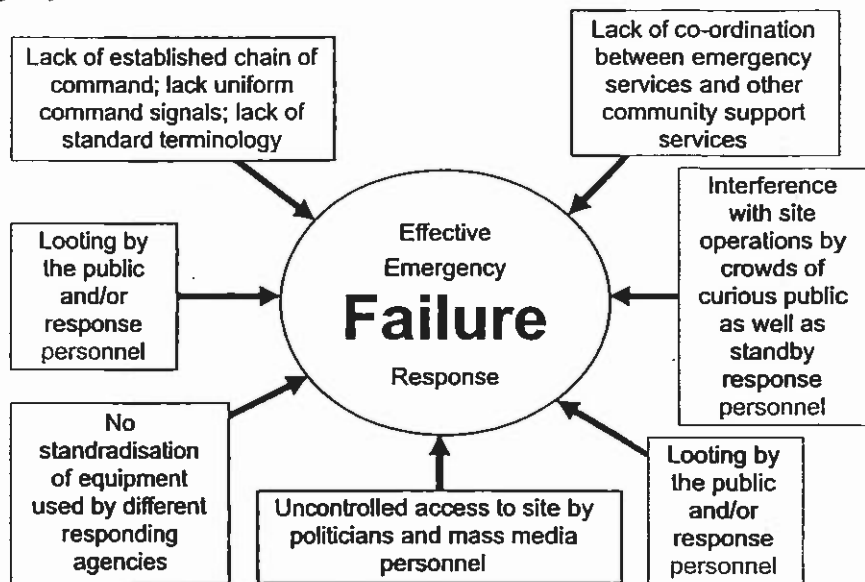 Lack of established chain of
command; lack uniform
command signals; lack of
standard terminology
Lack of co-ordination
between emergency
services and other
community support
services
Looting by
the public
and/or
response
personnel
Effective
Emergency
Failure
Response
Interference
with site
operations by
crowds of
curious public
as well as
standby
response
personnel
No
standradisation
of equipment
used by different
responding
agencies
Uncontrolled access to site by
politicians and mass media
personnel
Looting by
the public
and/or
response
personnel